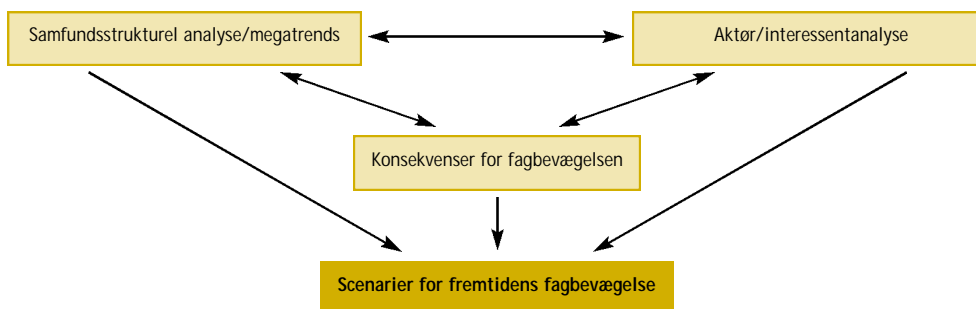 Samfundsstrukturel analyse/megatrends
Aktør/interessentanalyse
Konsekvenser for fagbevægelsen
Scenarier for fremtidens fagbevægelse